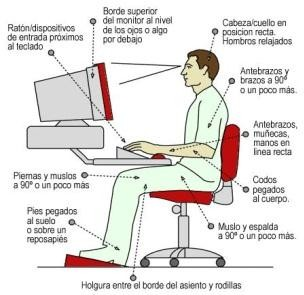 Borde superior
del monitor al nivel
de los ojos o algo
por debajo
Cabeza/cuello en
posicion recta.
Hombros relajados
Ratón/dispositivos
de entrada próximos
al teclado
Antebrazos y
brazos a 90º
o un poco más
Antebrazos,
muñecas,
manos en
linea recta
Piernas y muslos
a 90º o un poco más.
Codos
pegados
al cuerpo.
Pies pegados
al suelo
o sobre un
reposapiés
Muslo y espalda
a 90º o un poco más.
Holgura entre el borde del asiento y rodillas